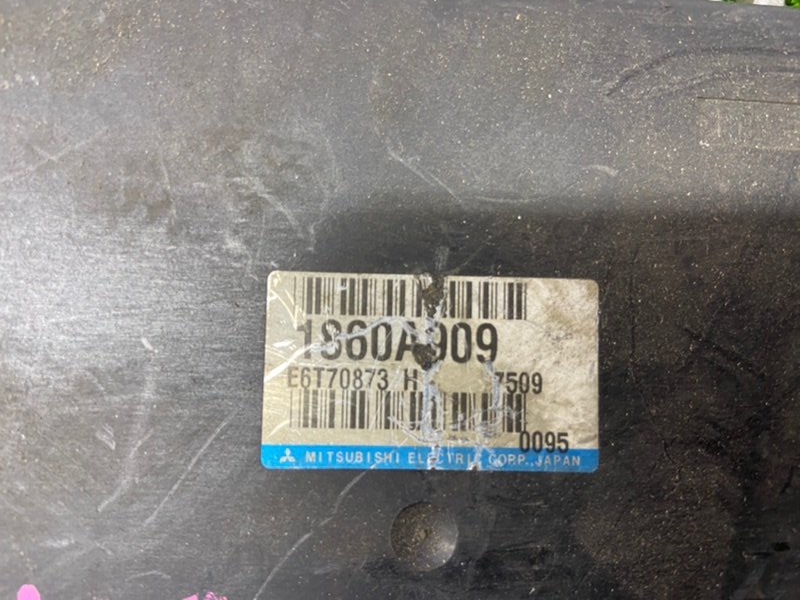 1860A909
E6T70873 H 7509
0095
MITSUBISHI ELECTRIC CORP., JAPAN